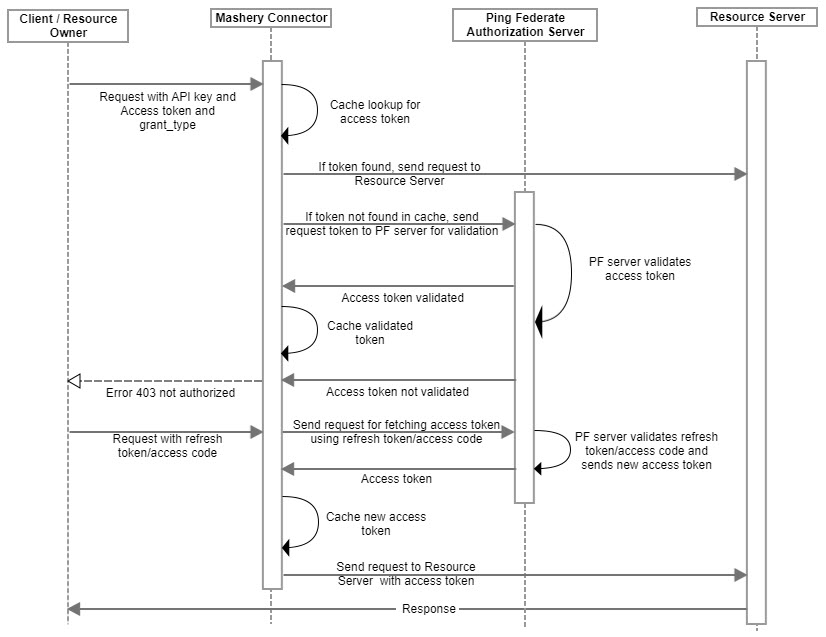 Client / Resource
Owner
Mashery Connector
Ping Federate
Authorization Server
Resource Server
Request with API key and
Access token and
grant_type
Cache lookup for
access token
If token found, send request to
Resource Server
If token not found in cache, send
request token to PF server for validation
PF server validates
access token
Access token validated
Cache validated
token
Error 403 not authorized
Access token not validated
Request with refresh
token/access code
Send request for fetching access token
using refresh token/access code
PF server validates refresh
token/access code and
sends new access token
Access token
Cache new access
token
Send request to Resource
Server  with access token
Response